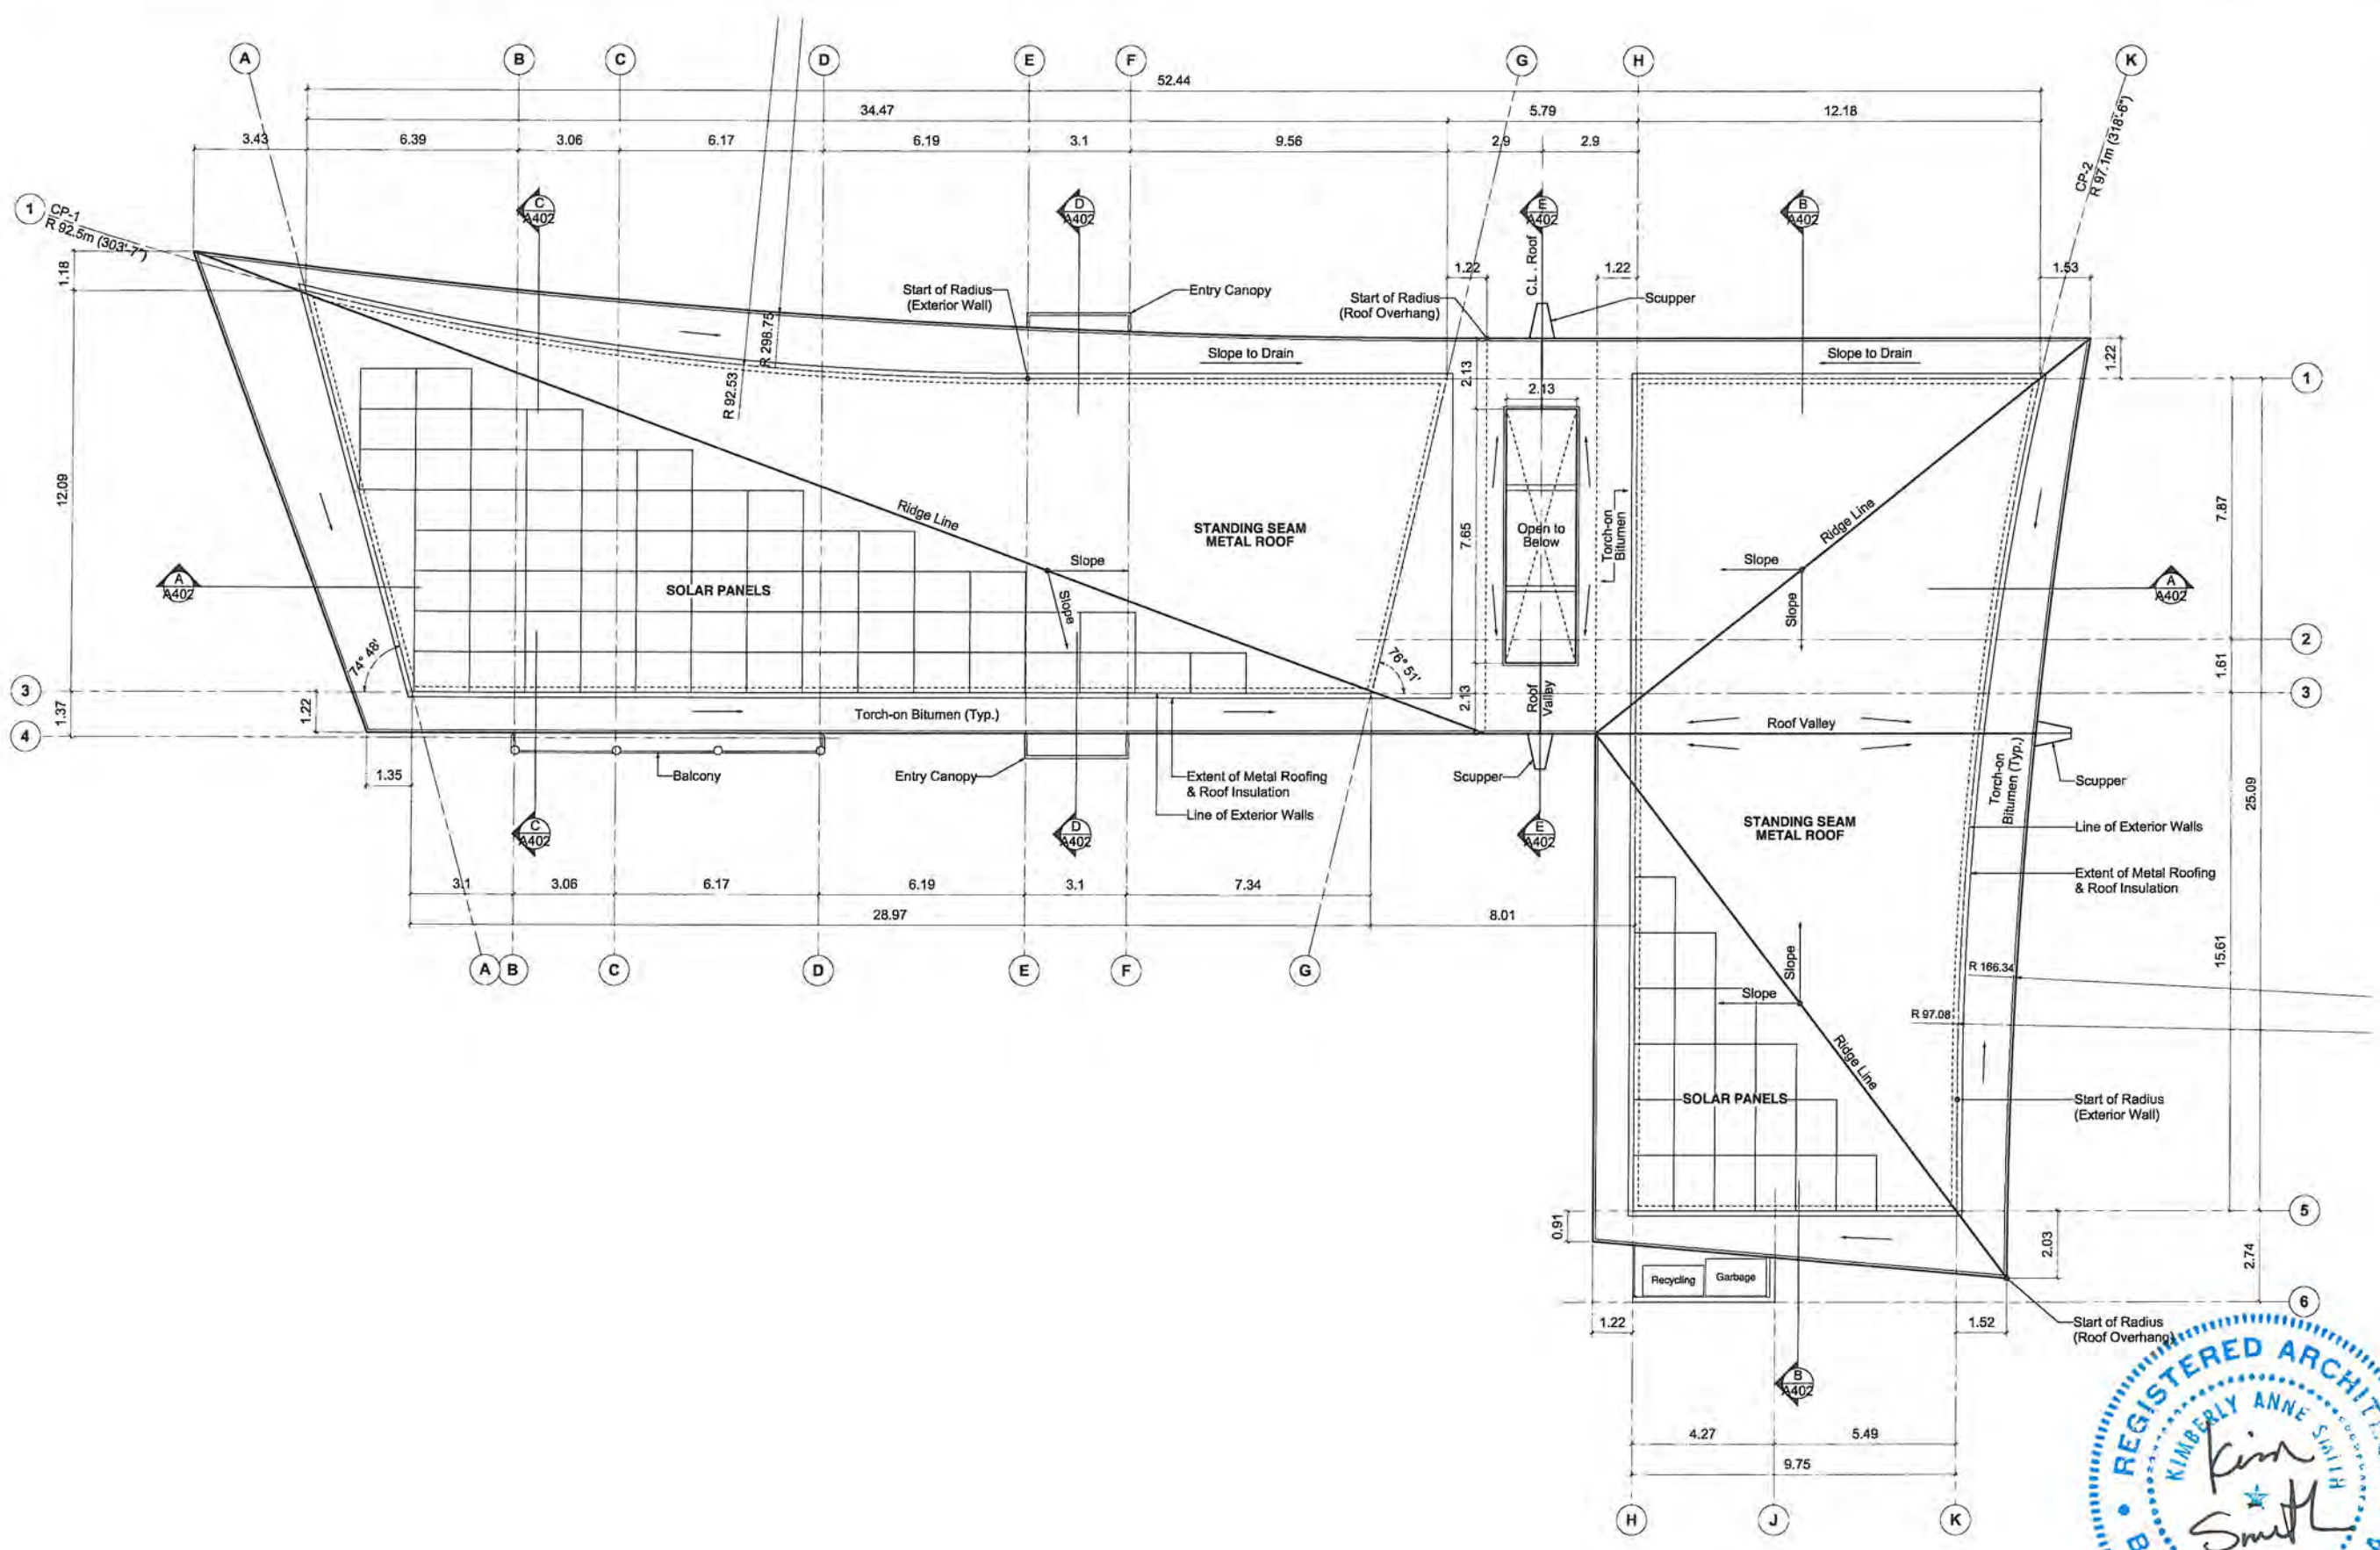 A
B
C
D
E
F
G
H
K
52.44
34.47
5.79
12.18
3.43
6.39
3.06
6.17
6.19
3.1
9.56
2.9
2.9
CP-2
R 97.1m (318'-6")
1
CP-1
R 92.5m (303'-7")
C
A402
D
A402
E
A402
B
A402
C.L. Roof
1.18
1.22
1.22
1.53
Start of Radius
(Exterior Wall)
Entry Canopy
Start of Radius
(Roof Overhang)
Scupper
R 298.75
R 92.53
Slope to Drain
Slope to Drain
1.22
1
2.13
2.13
12.09
Ridge Line
STANDING SEAM
METAL ROOF
7.65
Open to
Below
Torch-on
Bitumen
Ridge Line
7.87
A
A402
SOLAR PANELS
Slope
Slope
Slope
Slope
A
A402
2
74° 48'
76° 51'
1.61
3
3
1.37
1.22
2.13
Roof
Valley
Torch-on Bitumen (Typ.)
Roof Valley
4
1.35
Balcony
Entry Canopy
Extent of Metal Roofing
& Roof Insulation
Line of Exterior Walls
Scupper
Torch-on
Bitumen (Typ.)
Scupper
25.09
C
A402
D
A402
E
A402
STANDING SEAM
METAL ROOF
Line of Exterior Walls
Extent of Metal Roofing
& Roof Insulation
3.1
3.06
6.17
6.19
3.1
7.34
28.97
8.01
15.61
A
B
C
D
E
F
G
Slope
Slope
R 166.34
R 97.08
Ridge Line
SOLAR PANELS
Start of Radius
(Exterior Wall)
0.91
5
2.03
2.74
Recycling
Garbage
6
1.22
1.52
Start of Radius
(Roof Overhang)
B
A402
4.27
5.49
9.75
H
J
K
REGISTERED
KIMBERLY ANNE SMITH
Kim
Smith